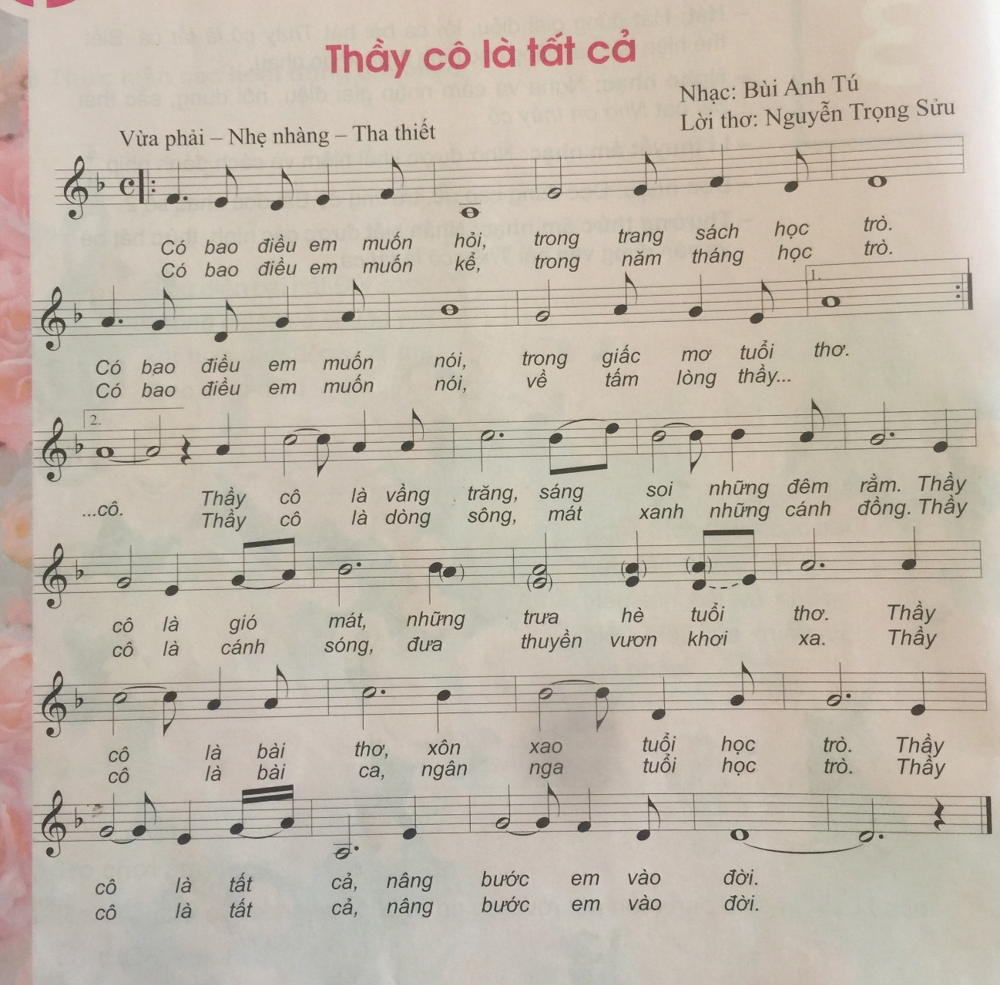 Thầy cô là tất cả
Nhạc: Bùi Anh Tú
Lời thơ: Nguyễn Trọng Sửu
Vừa phải – Nhẹ nhàng – Tha thiết
Có bao điều em muốn hỏi, trong trang sách học trò.
Có bao điều em muốn kể, trong năm tháng học trò.
1.
Có bao điều em muốn nói, trong giấc mơ tuổi thơ.
Có bao điều em muốn nói, về tấm lòng thầy...
2.
...cô. Thầy cô là vầng trăng, sáng soi những đêm rằm. Thầy
Thầy cô là dòng sông, mát xanh những cánh đồng. Thầy
cô là gió mát, những trưa hè tuổi thơ. Thầy
cô là cánh sóng, đưa thuyền vươn khơi xa. Thầy
cô là bài thơ, xôn xao tuổi học trò. Thầy
cô là bài ca, ngân nga tuổi học trò. Thầy
cô là tất cả, nâng bước em vào đời.
cô là tất cả, nâng bước em vào đời.